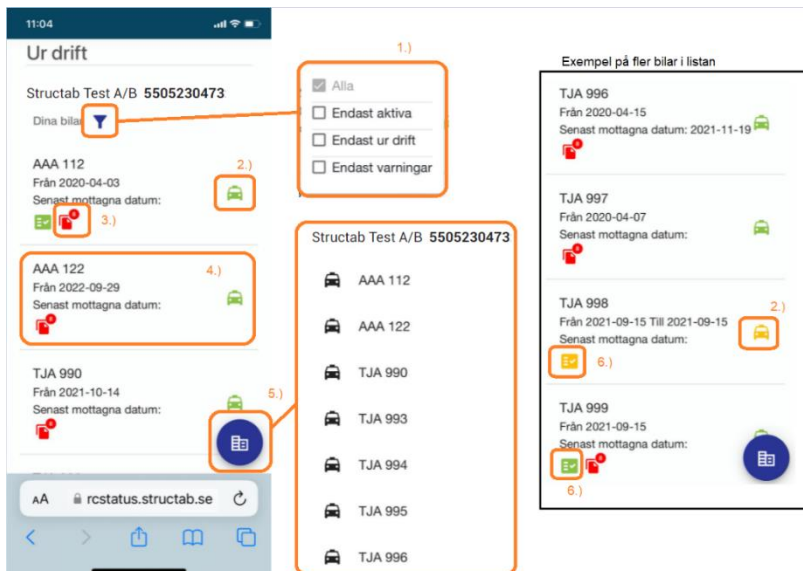 11:04
Ur drift
Structab Test A/B 5505230473
Dina bilar
AAA 112
2.)
Från 2020-04-03
Senast mottagna datum:
3.)
AAA 122
4.)
Från 2022-09-29
Senast mottagna datum:
TJA 990
Från 2021-10-14
5.)
Senast mottagna datum:
AA
rcstatus.structab.se
1.)
Alla
Endast aktiva
Endast ur drift
Endast varningar
Structab Test A/B 5505230473
AAA 112
AAA 122
TJA 990
TJA 993
TJA 994
TJA 995
TJA 996
Exempel på fler bilar i listan
TJA 996
Från 2020-04-15
Senast mottagna datum: 2021-11-19
TJA 997
Från 2020-04-07
Senast mottagna datum:
TJA 998
2.)
Från 2021-09-15 Till 2021-09-15
Senast mottagna datum:
6.)
TJA 999
Från 2021-09-15
Senast mottagna datum:
6.)